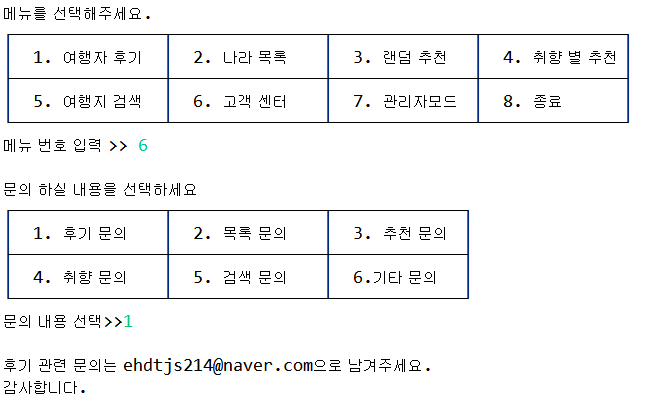 메뉴를 선택해주세요.
1. 여행자 후기 2. 나라 목록 3. 랜덤 추천 4. 취향 별 추천
5. 여행지 검색 6. 고객 센터 7. 관리자모드 8. 종료
메뉴 번호 입력 >> 6
문의 하실 내용을 선택하세요
1. 후기 문의 2. 목록 문의 3. 추천 문의
4. 취향 문의 5. 검색 문의 6.기타 문의
문의 내용 선택>>1
후기 관련 문의는 ehdtjs214@naver.com으로 남겨주세요.
감사합니다.